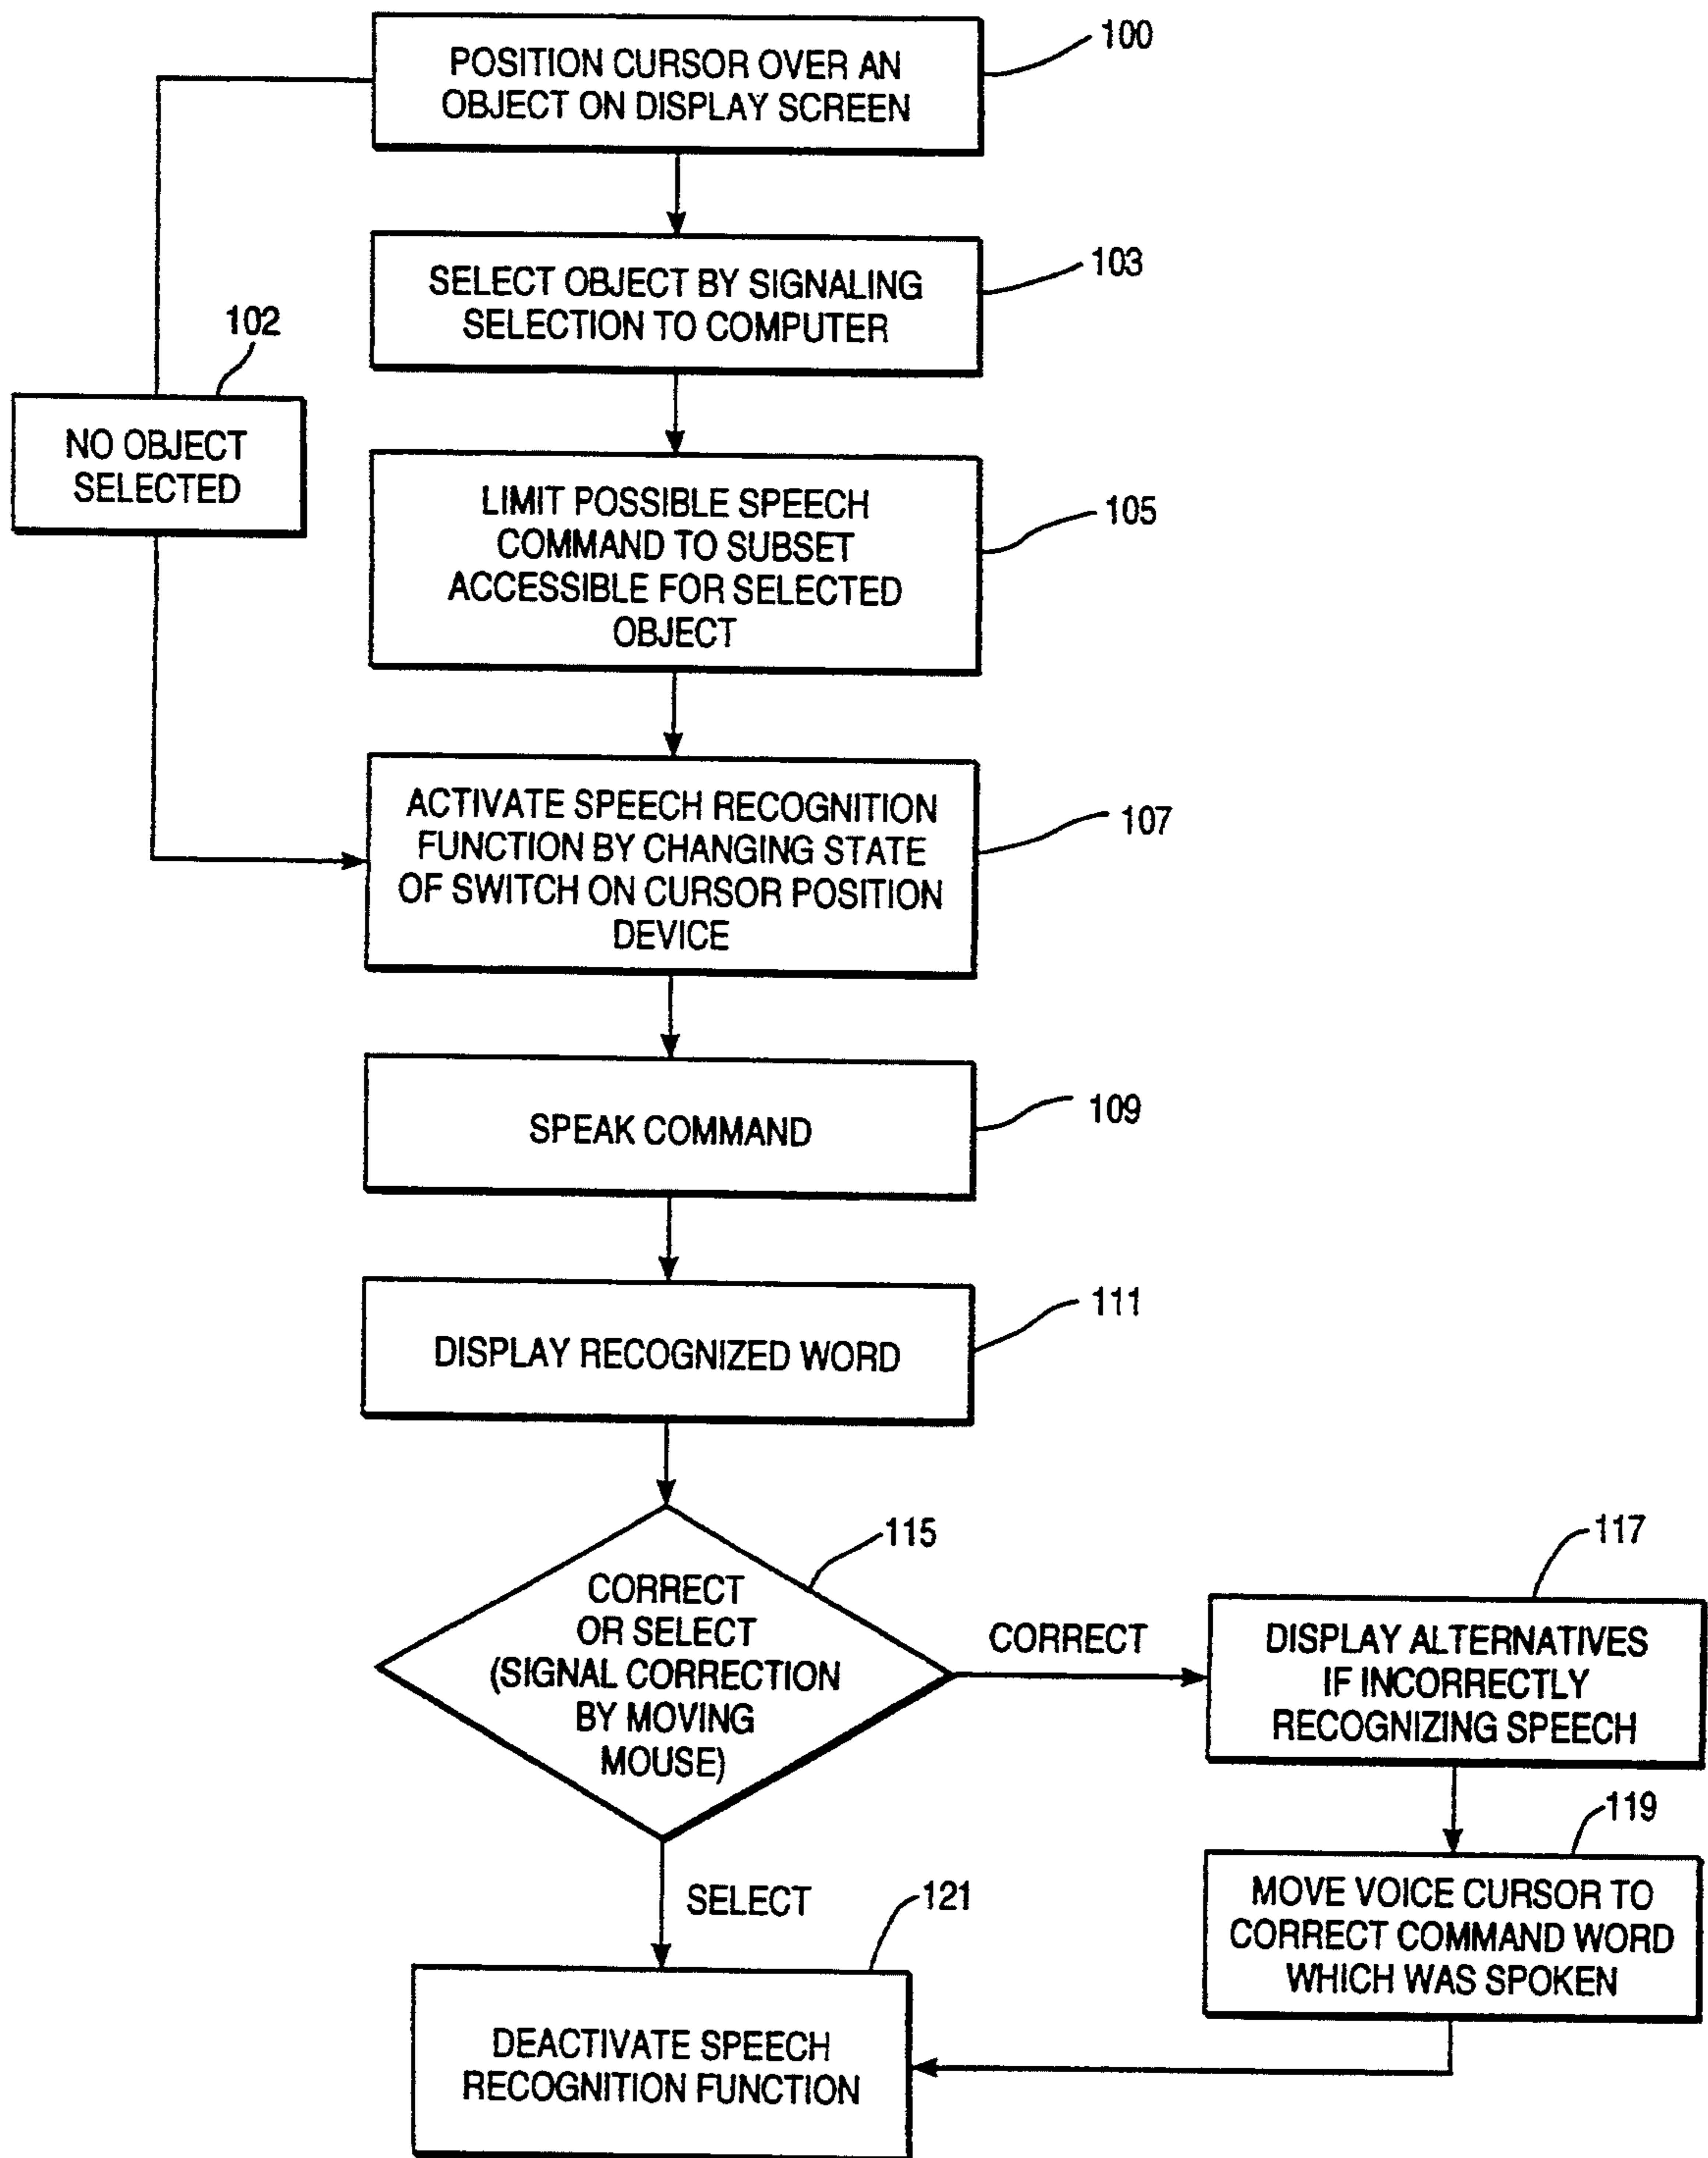 POSITION CURSOR OVER AN
OBJECT ON DISPLAY SCREEN
100
SELECT OBJECT BY SIGNALING
SELECTION TO COMPUTER
103
102
NO OBJECT
SELECTED
LIMIT POSSIBLE SPEECH
COMMAND TO SUBSET
ACCESSIBLE FOR SELECTED
OBJECT
105
ACTIVATE SPEECH RECOGNITION
FUNCTION BY CHANGING STATE
OF SWITCH ON CURSOR POSITION
DEVICE
107
SPEAK COMMAND
109
DISPLAY RECOGNIZED WORD
111
CORRECT
OR SELECT
(SIGNAL CORRECTION
BY MOVING
MOUSE)
115
CORRECT
117
DISPLAY ALTERNATIVES
IF INCORRECTLY
RECOGNIZING SPEECH
119
MOVE VOICE CURSOR TO
CORRECT COMMAND WORD
WHICH WAS SPOKEN
SELECT
121
DEACTIVATE SPEECH
RECOGNITION FUNCTION